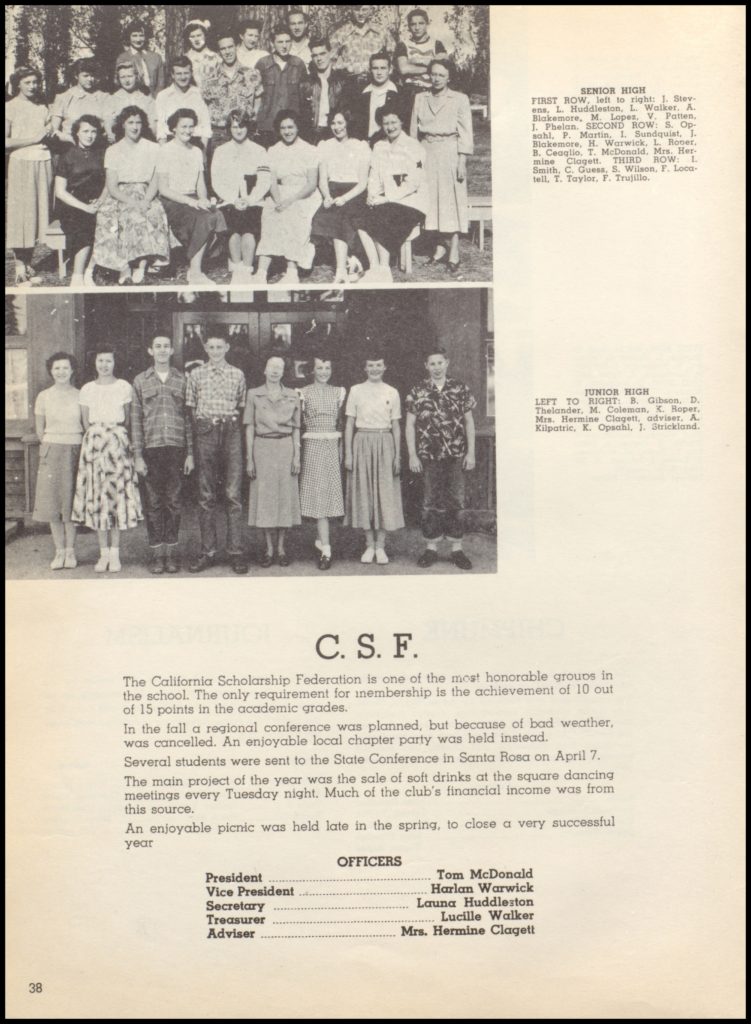 SENIOR HIGH
FIRST ROW, left to right: J. Stev-
ens, L. Huddleston, L. Walker, A.
Blakemore, M. Lopez, V. Patten,
J. Phelan. SECOND ROW: S. Op-
sahl, P. Martin, I. Sundquist, J.
Blakemore, H. Warwick, L. Roper,
B. Ceaglio, T. McDonald, Mrs. Her-
mine Clagett. THIRD ROW: I.
Smith, C. Guess, S. Wilson, F. Loca-
tell, T. Taylor, F. Trujillo.
JUNIOR HIGH
LEFT TO RIGHT: B. Gibson, D.
Thelander, M. Coleman, K. Roper,
Mrs. Hermine Clagett, adviser, A.
Kilpatric, K. Opsahl, J. Strickland.
C. S. F.
The California Scholarship Federation is one of the most honorable groups in
the school. The only requirement for membership is the achievement of 10 out
of 15 points in the academic grades.
In the fall a regional conference was planned, but because of bad weather,
was cancelled. An enjoyable local chapter party was held instead.
Several students were sent to the State Conference in Santa Rosa on April 7.
The main project of the year was the sale of soft drinks at the square dancing
meetings every Tuesday night. Much of the club's financial income was from
this source.
An enjoyable picnic was held late in the spring, to close a very successful
year
OFFICERS
President ........ Tom McDonald
Vice President ........ Harlan Warwick
Secretary ........ Launa Huddleston
Treasurer ........ Lucille Walker
Adviser ........ Mrs. Hermine Clagett
38